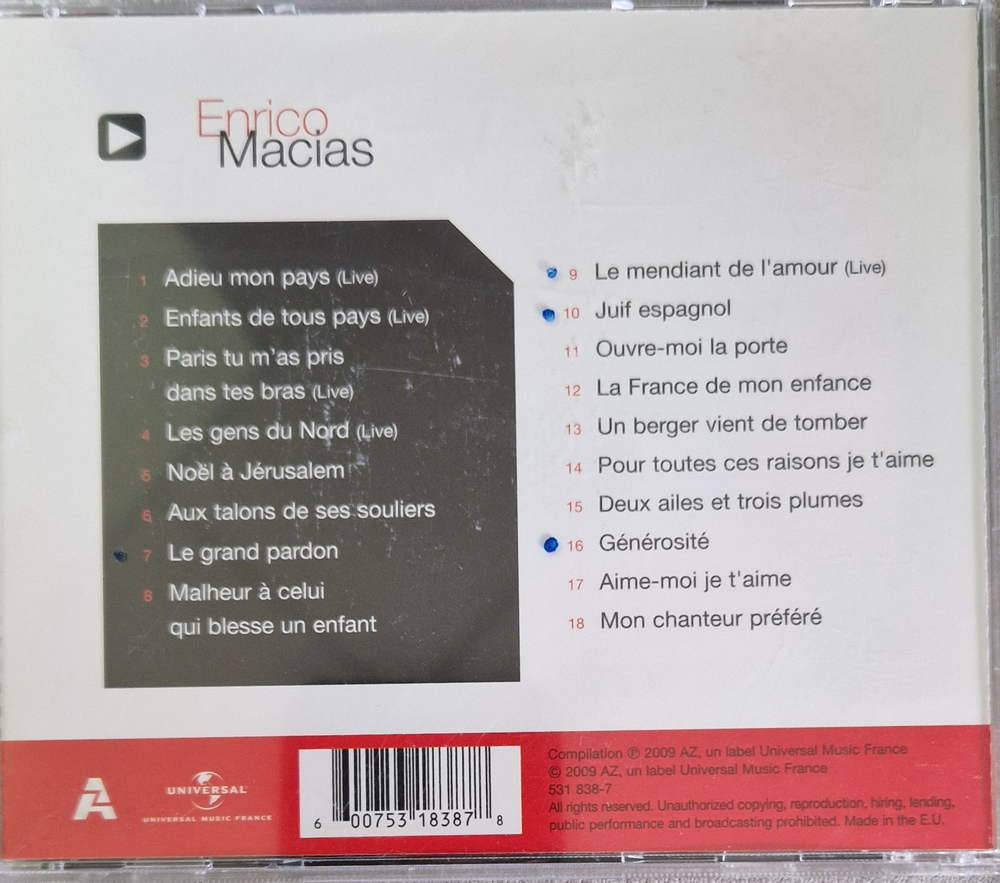 Enrico
Macias
1 Adieu mon pays (Live)
2 Enfants de tous pays (Live)
3 Paris tu m'as pris
dans tes bras (Live)
4 Les gens du Nord (Live)
5 Noël à Jérusalem
6 Aux talons de ses souliers
7 Le grand pardon
8 Malheur à celui
qui blesse un enfant
9 Le mendiant de l'amour (Live)
10 Juif espagnol
11 Ouvre-moi la porte
12 La France de mon enfance
13 Un berger vient de tomber
14 Pour toutes ces raisons je t'aime
15 Deux ailes et trois plumes
16 Générosité
17 Aime-moi je t'aime
18 Mon chanteur préféré
AZ
UNIVERSAL
UNIVERSAL MUSIC FRANCE
6 00753 18387 8
Compilation ℗ 2009 AZ, un label Universal Music France
© 2009 AZ, un label Universal Music France
531 838-7
All rights reserved. Unauthorized copying, reproduction, hiring, lending,
public performance and broadcasting prohibited. Made in the E.U.